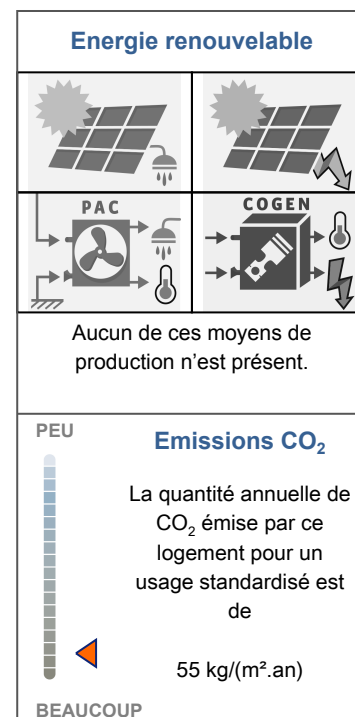 Energie renouvelable
PAC
COGEN
Aucun de ces moyens de
production n’est présent.
PEU
Emissions CO₂
La quantité annuelle de
CO₂ émise par ce
logement pour un
usage standardisé est
de
55 kg/(m².an)
BEAUCOUP